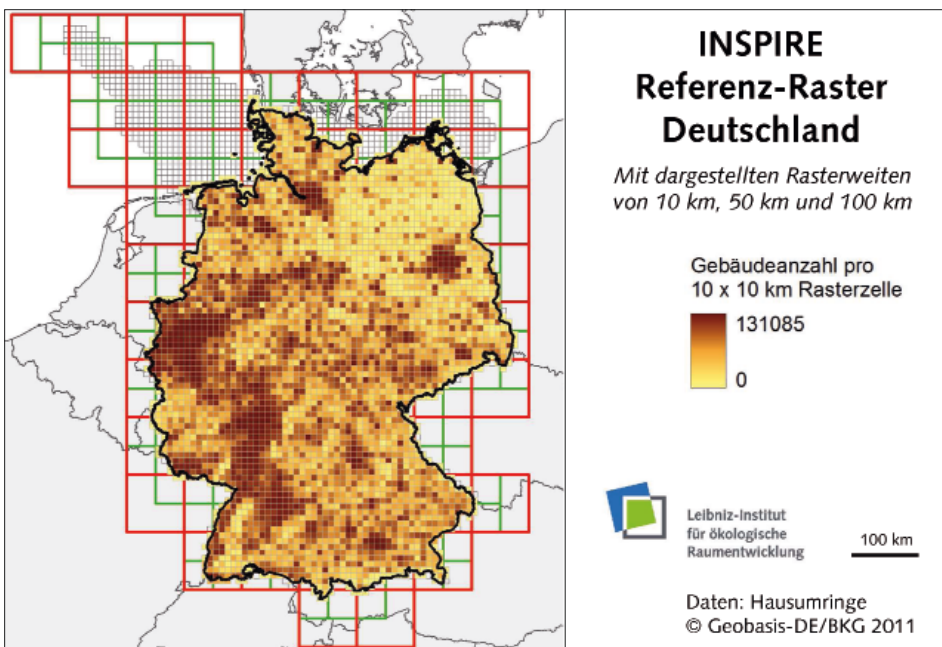 INSPIRE
Referenz-Raster
Deutschland
Mit dargestellten Rasterweiten
von 10 km, 50 km und 100 km
Gebäudeanzahl pro
10 x 10 km Rasterzelle
131085
0
Leibniz-Institut
für ökologische
Raumentwicklung
100 km
Daten: Hausumringe
© Geobasis-DE/BKG 2011